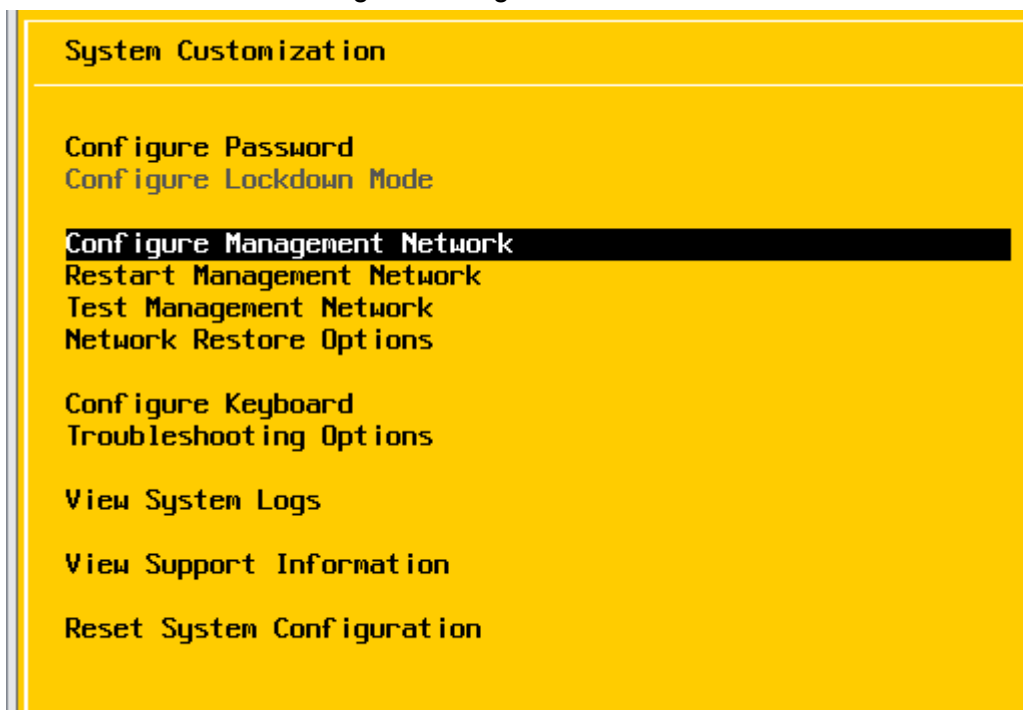 System Customization
Configure Password
Configure Lockdown Mode
Configure Management Network
Restart Management Network
Test Management Network
Network Restore Options
Configure Keyboard
Troubleshooting Options
View System Logs
View Support Information
Reset System Configuration